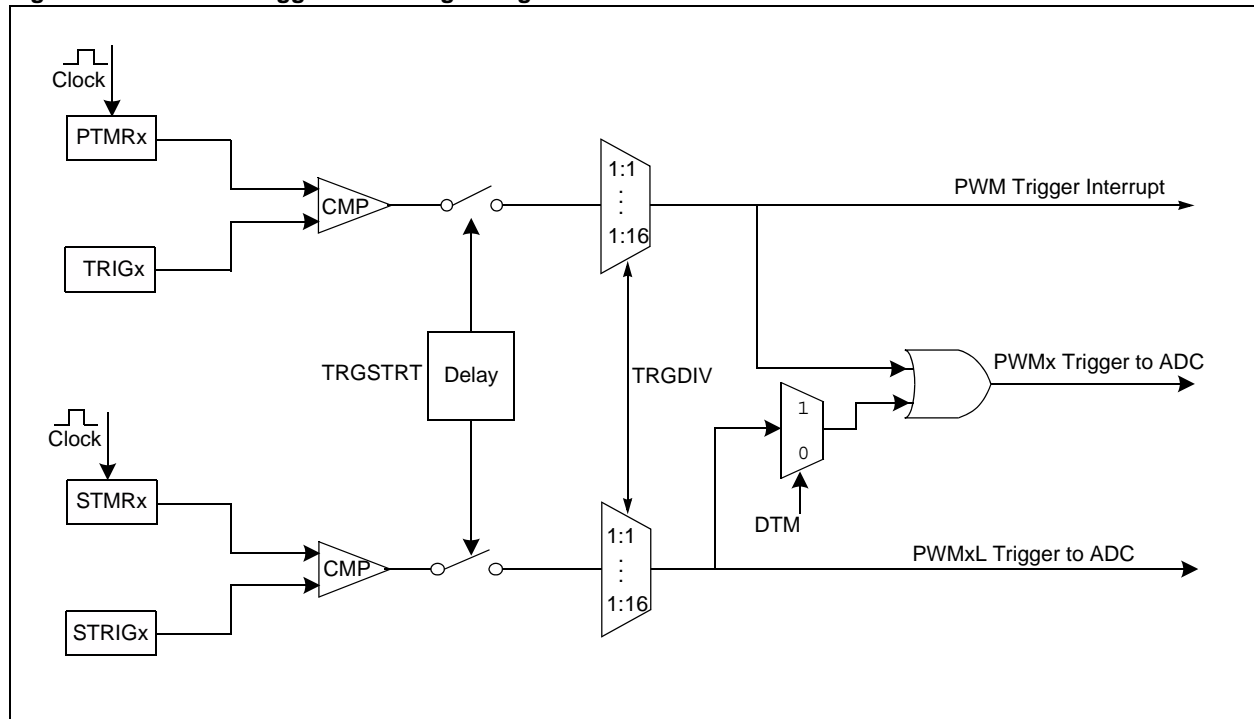 Clock
PTMRx
TRIGx
CMP
1:1
1:16
PWM Trigger Interrupt
TRGSTRT
Delay
TRGDIV
PWMx Trigger to ADC
1
0
DTM
Clock
STMRx
STRIGx
CMP
1:1
1:16
PWMxL Trigger to ADC